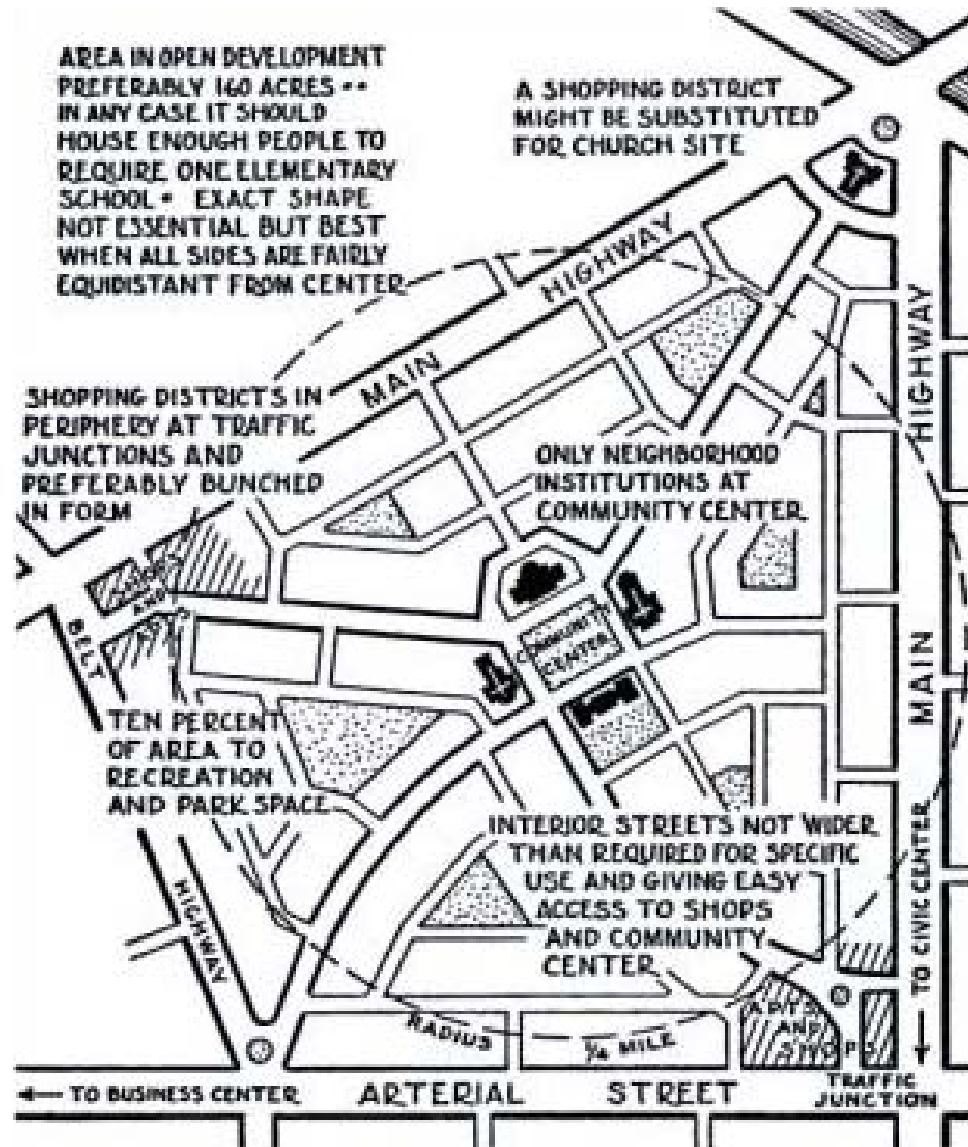 AREA IN OPEN DEVELOPMENT
PREFERABLY 160 ACRES --
IN ANY CASE IT SHOULD
HOUSE ENOUGH PEOPLE TO
REQUIRE ONE ELEMENTARY
SCHOOL - EXACT SHAPE
NOT ESSENTIAL BUT BEST
WHEN ALL SIDES ARE FAIRLY
EQUIDISTANT FROM CENTER
A SHOPPING DISTRICT
MIGHT BE SUBSTITUTED
FOR CHURCH SITE
MAIN HIGHWAY
SHOPPING DISTRICTS IN
PERIPHERY AT TRAFFIC
JUNCTIONS AND
PREFERABLY BUNCHED
IN FORM
ONLY NEIGHBORHOOD
INSTITUTIONS AT
COMMUNITY CENTER
MAIN HIGHWAY
AND
BELT
HIGHWAY
COMMUNITY
CENTER
TEN PERCENT
OF AREA TO
RECREATION
AND PARK SPACE
INTERIOR STREETS NOT WIDER
THAN REQUIRED FOR SPECIFIC
USE AND GIVING EASY
ACCESS TO SHOPS
AND COMMUNITY
CENTER
TO CIVIC CENTER
RADIUS ¼ MILE
APTS
AND
SHOPS
TO BUSINESS CENTER
ARTERIAL STREET
TRAFFIC
JUNCTION